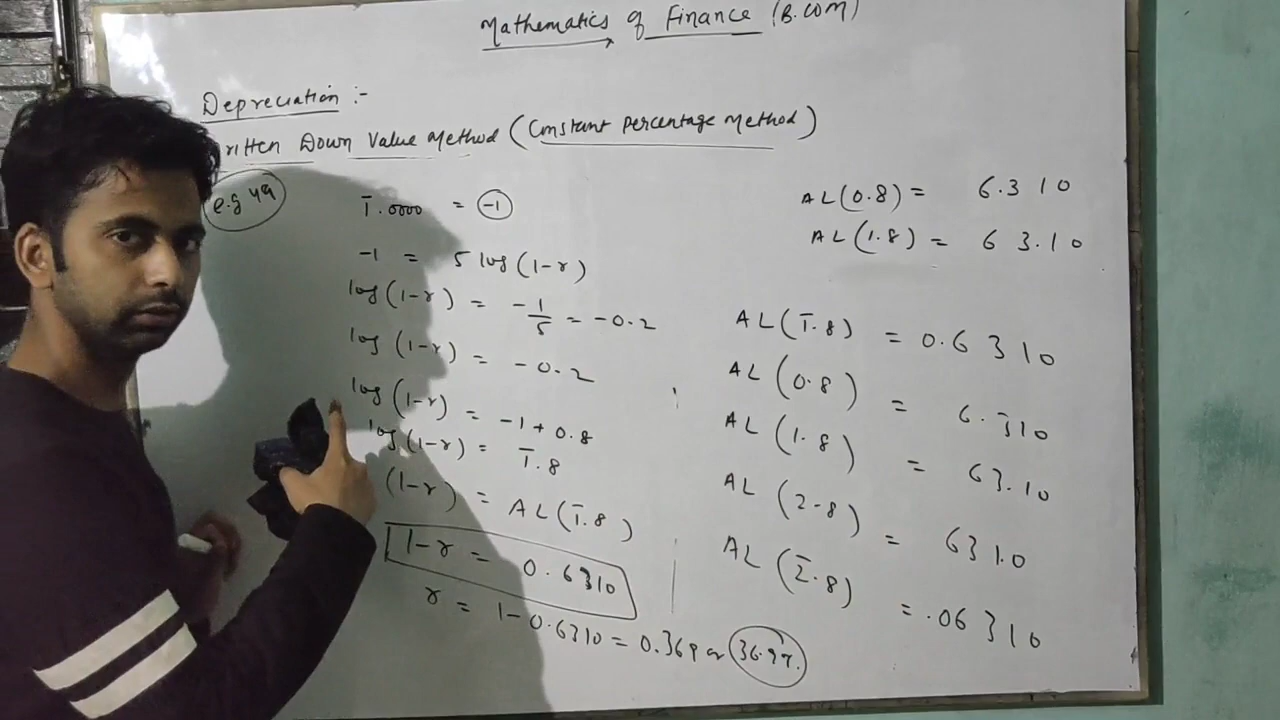 Mathematics of Finance (B.COM)
Depreciation :-
ritten Down Value Method (Constant Percentage Method)
e.g 49
T̅.0000 = -1
-1 = 5 log(1-r)
log(1-r) = -1/5 = -0.2
log(1-r) = -0.2
log(1-r) = -1+0.8
log(1-r) = 1̅.8
(1-r) = AL(1̅.8)
1-r = 0.6310
r = 1-0.6310 = 0.369 or 36.9%.
AL(0.8) = 6.310
AL(1.8) = 63.10
AL(1̅.8) = 0.6310
AL(0.8) = 6.310
AL(1.8) = 63.10
AL(2.8) = 631.0
AL(2̅.8) = .06310